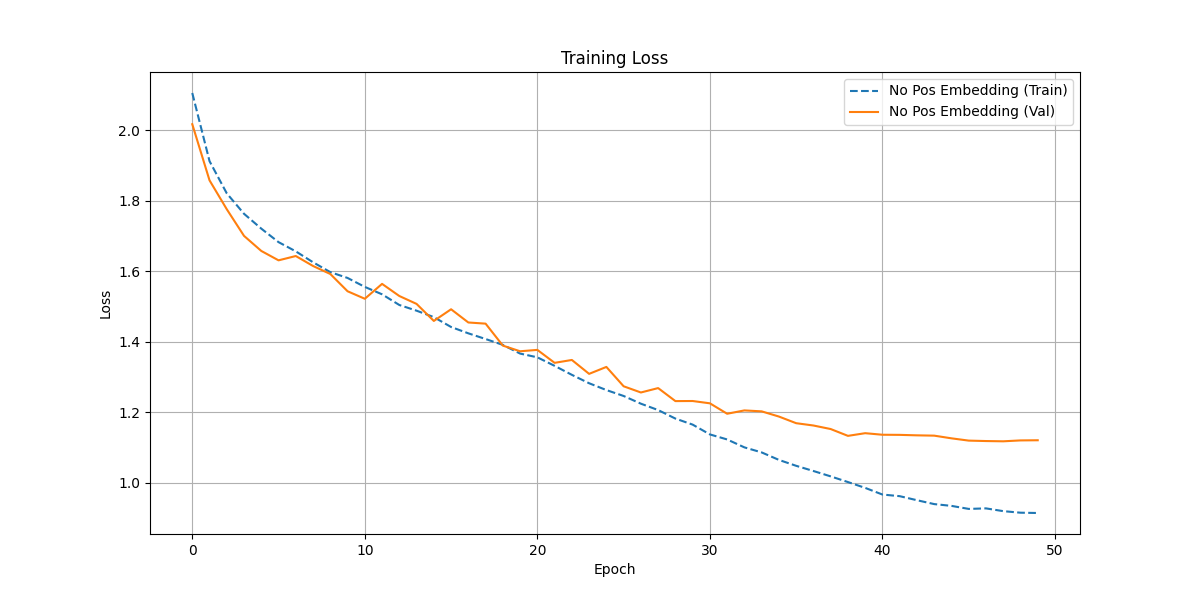 Training Loss
No Pos Embedding (Train)
No Pos Embedding (Val)
Loss
2.0
1.8
1.6
1.4
1.2
1.0
0 10 20 30 40 50
Epoch